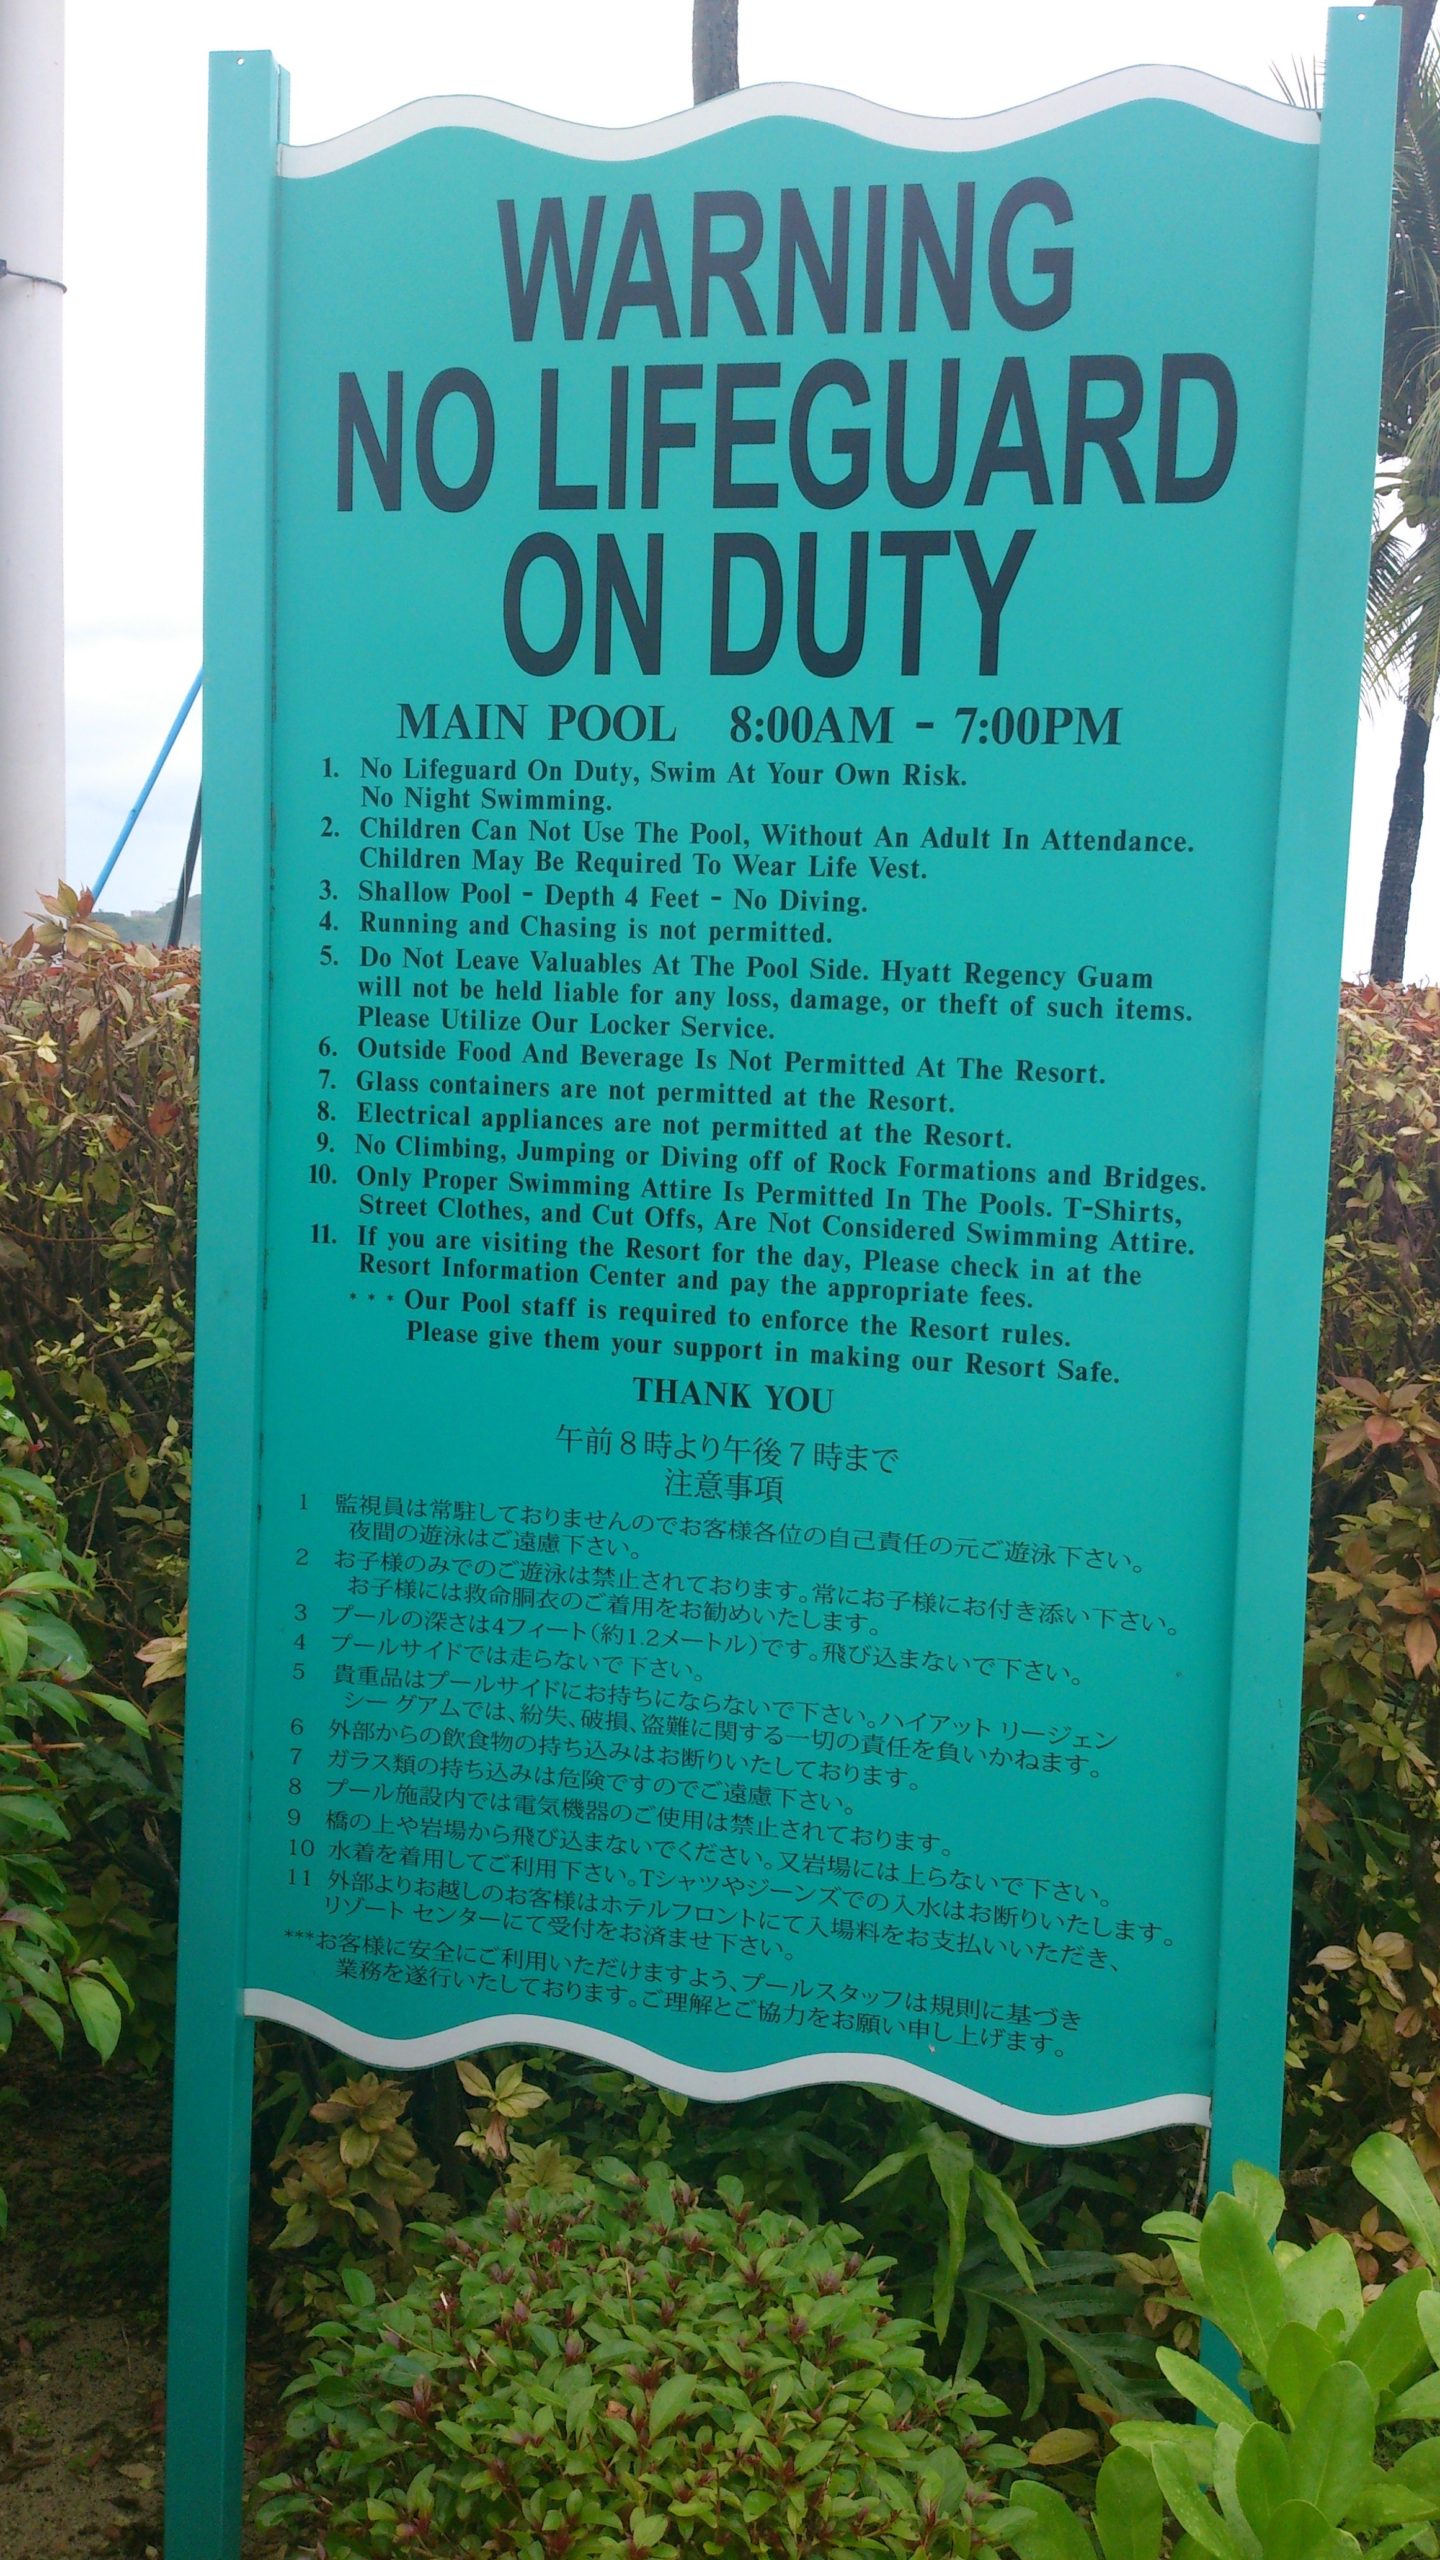 WARNING
NO LIFEGUARD
ON DUTY
MAIN POOL 8:00AM - 7:00PM
1. No Lifeguard On Duty, Swim At Your Own Risk.
No Night Swimming.
2. Children Can Not Use The Pool, Without An Adult In Attendance.
Children May Be Required To Wear Life Vest.
3. Shallow Pool - Depth 4 Feet - No Diving.
4. Running and Chasing is not permitted.
5. Do Not Leave Valuables At The Pool Side. Hyatt Regency Guam
will not be held liable for any loss, damage, or theft of such items.
Please Utilize Our Locker Service.
6. Outside Food And Beverage Is Not Permitted At The Resort.
7. Glass containers are not permitted at the Resort.
8. Electrical appliances are not permitted at the Resort.
9. No Climbing, Jumping or Diving off of Rock Formations and Bridges.
10. Only Proper Swimming Attire Is Permitted In The Pools. T-Shirts,
Street Clothes, and Cut Offs, Are Not Considered Swimming Attire.
11. If you are visiting the Resort for the day, Please check in at the
Resort Information Center and pay the appropriate fees.
* * * Our Pool staff is required to enforce the Resort rules.
Please give them your support in making our Resort Safe.
THANK YOU
午前8時より午後7時まで
注意事項
1 監視員は常駐しておりませんのでお客様各位の自己責任の元ご遊泳下さい。
夜間の遊泳はご遠慮下さい。
2 お子様のみでのご遊泳は禁止されております。常にお子様にお付き添い下さい。
お子様には救命胴衣のご着用をお勧めいたします。
3 プールの深さは4フィート(約1.2メートル)です。飛び込まないで下さい。
4 プールサイドでは走らないで下さい。
5 貴重品はプールサイドにお持ちにならないで下さい。ハイアット リージェン
シー グアムでは、紛失、破損、盗難に関する一切の責任を負いかねます。
6 外部からの飲食物の持ち込みはお断りいたしております。
7 ガラス類の持ち込みは危険ですのでご遠慮下さい。
8 プール施設内では電気機器のご使用は禁止されております。
9 橋の上や岩場から飛び込まないでください。又岩場には上らないで下さい。
10 水着を着用してご利用下さい。Tシャツやジーンズでの入水はお断りいたします。
11 外部よりお越しのお客様はホテルフロントにて入場料をお支払いいただき、
リゾート センターにて受付をお済ませ下さい。
***お客様に安全にご利用いただけますよう、プールスタッフは規則に基づき
業務を遂行いたしております。ご理解とご協力をお願い申し上げます。